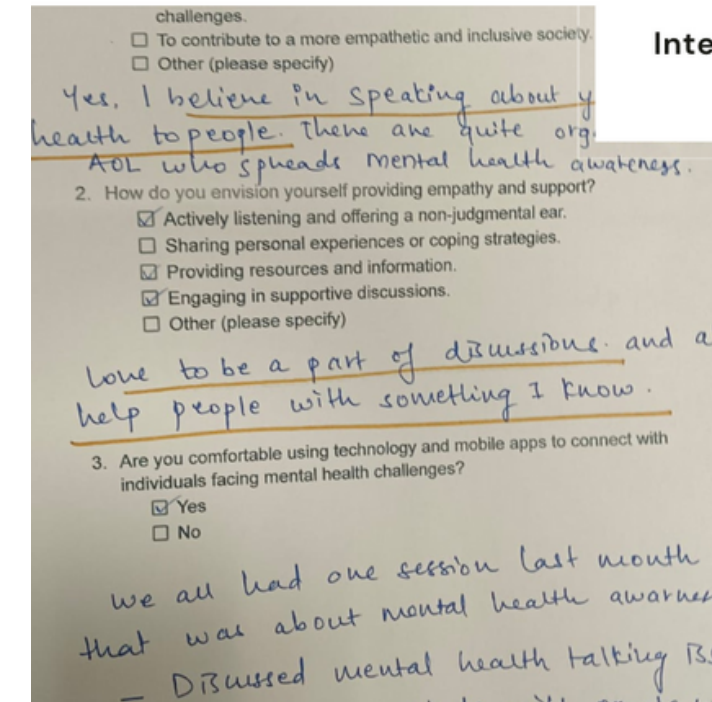 challenges.
☐ To contribute to a more empathetic and inclusive society.
Inte
☐ Other (please specify)
Yes, I believe in speaking about y
health to people. There are quite org
AOL who spreads mental health awareness.
2. How do you envision yourself providing empathy and support?
☑ Actively listening and offering a non-judgmental ear.
☐ Sharing personal experiences or coping strategies.
☑ Providing resources and information.
☑ Engaging in supportive discussions.
☐ Other (please specify)
Love to be a part of discussions. and a
help people with something I know.
3. Are you comfortable using technology and mobile apps to connect with
individuals facing mental health challenges?
☑ Yes
☐ No
We all had one session last month
that was about mental health
– Discussed mental health talking